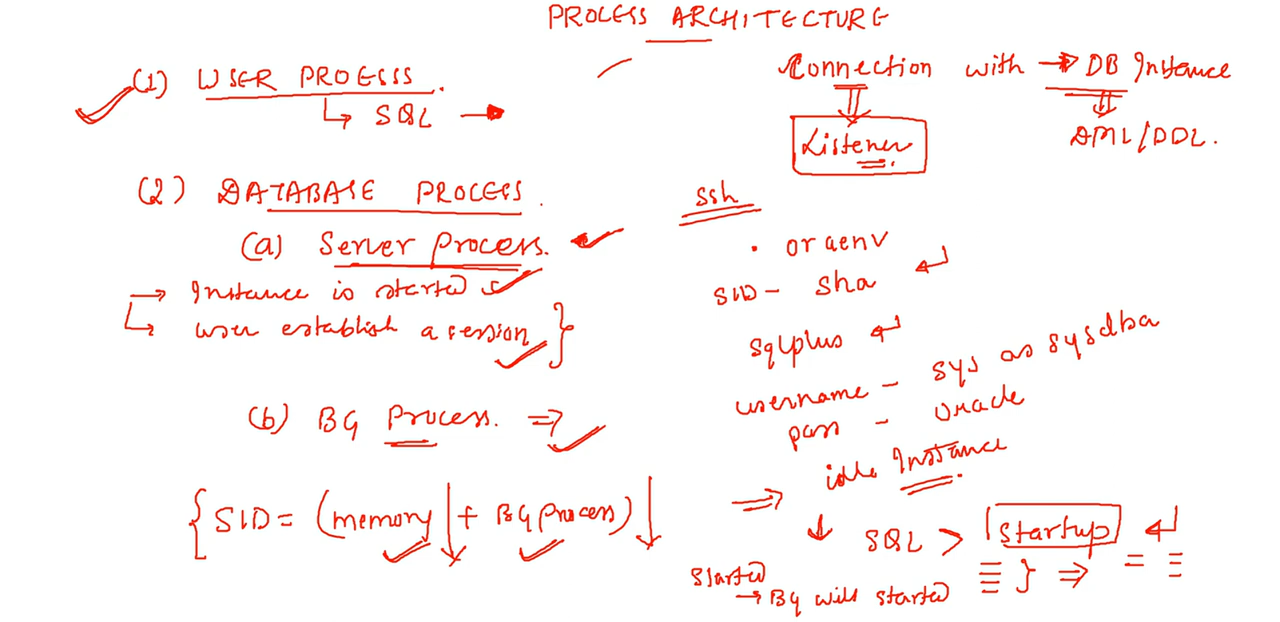 PROCESS ARCHITECTURE
(1) USER PROCESS.
↳ SQL →
Connection with → DB Instance
Listener
DML/DDL.
(2) DATABASE PROCESS.
(a) Server Process.
→ Instance is started
↳ user establish a session }
(b) BG Process. ⇒
{ SID = (memory + BG Process)
ssh
. oraenv
SID - sha ↵
sqlplus ↵
username - sys as sysdba
pass - oracle
⇒ idle Instance
↓ SQL > startup ↵
started
→ BG will started } ⇒